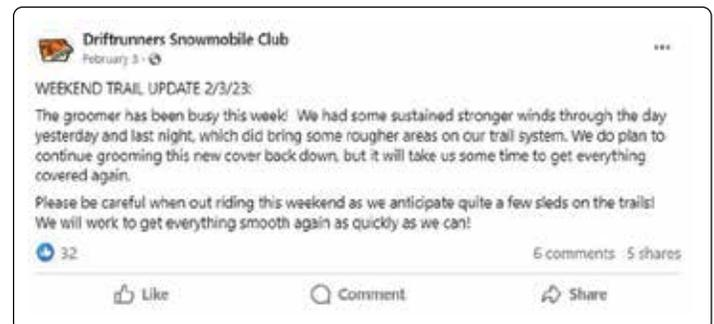 Driftrunners Snowmobile Club
February 3 ·
WEEKEND TRAIL UPDATE 2/3/23:
The groomer has been busy this week! We had some sustained stronger winds through the day
yesterday and last night, which did bring some rougher areas on our trail system. We do plan to
continue grooming this new cover back down, but it will take us some time to get everything
covered again.
Please be careful when out riding this weekend as we anticipate quite a few sleds on the trails!
We will work to get everything smooth again as quickly as we can!
32
6 comments 5 shares
Like
Comment
Share